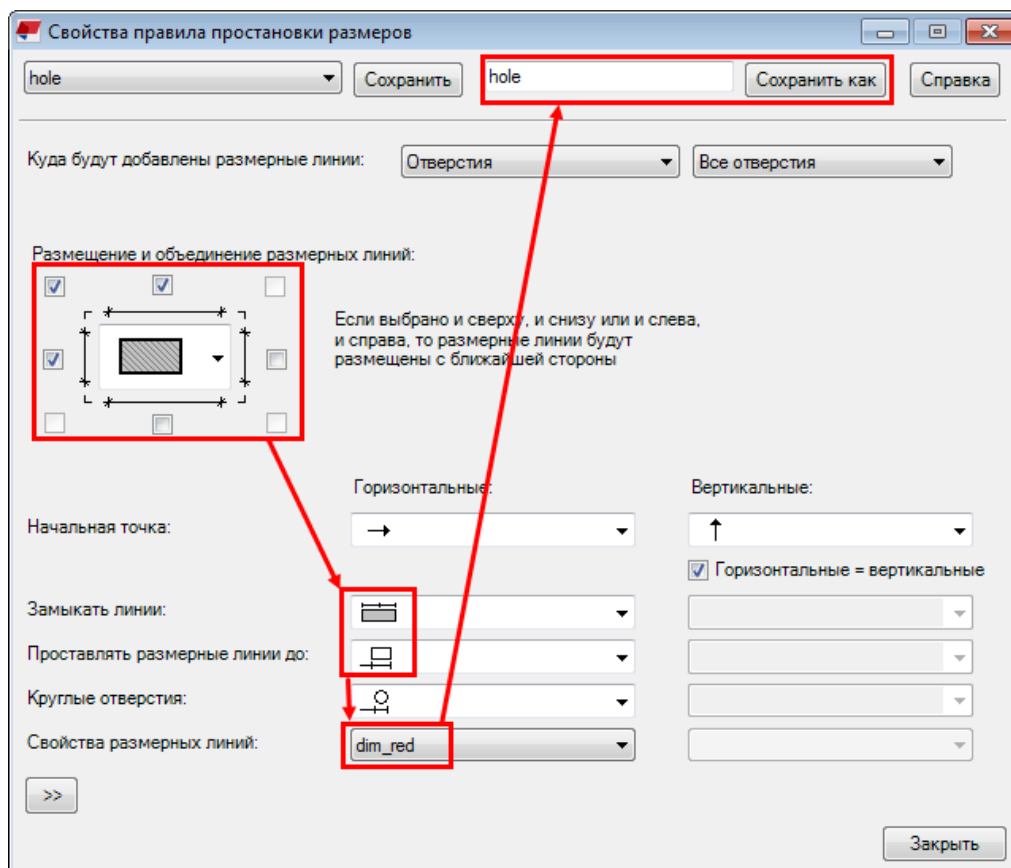 Свойства правила простановки размеров
hole Сохранить hole Сохранить как Справка
Куда будут добавлены размерные линии: Отверстия Все отверстия
Размещение и объединение размерных линий:
Если выбрано и сверху, и снизу или и слева,
и справа, то размерные линии будут
размещены с ближайшей стороны
Горизонтальные: Вертикальные:
Начальная точка:
Горизонтальные = вертикальные
Замыкать линии:
Проставлять размерные линии до:
Круглые отверстия:
Свойства размерных линий: dim_red
>>
Закрыть